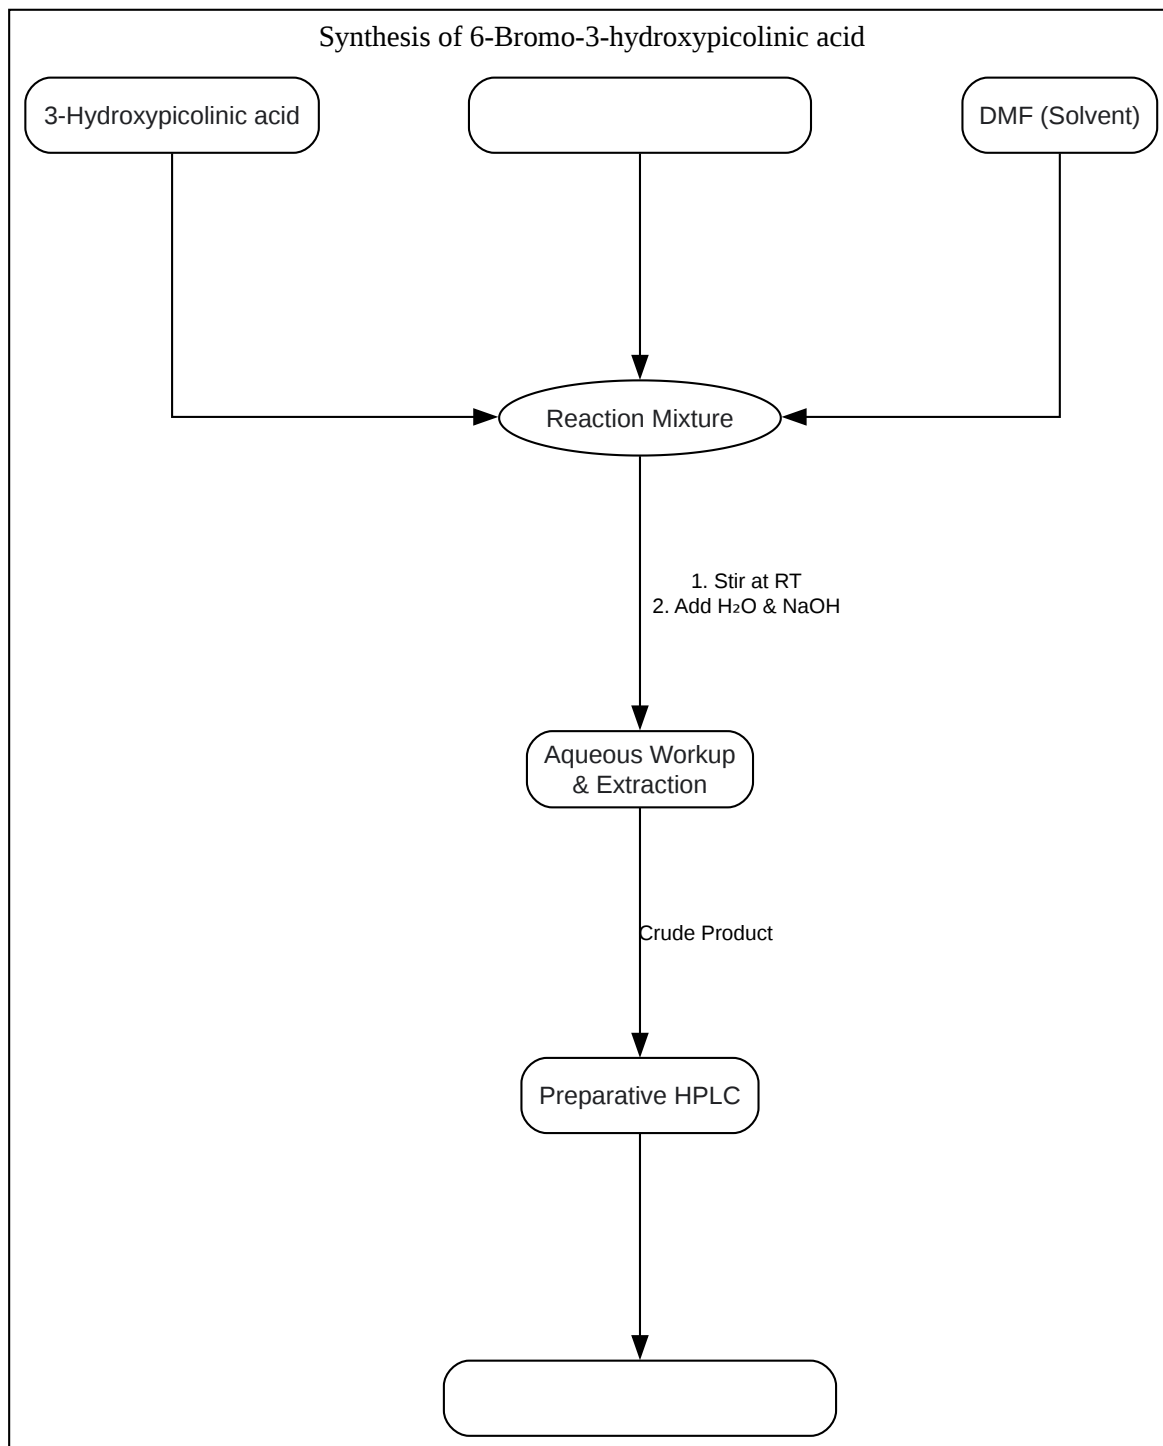 Synthesis of 6-Bromo-3-hydroxypicolinic acid
3-Hydroxypicolinic acid
DMF (Solvent)
Reaction Mixture
1. Stir at RT
2. Add H₂O & NaOH
Aqueous Workup
& Extraction
Crude Product
Preparative HPLC